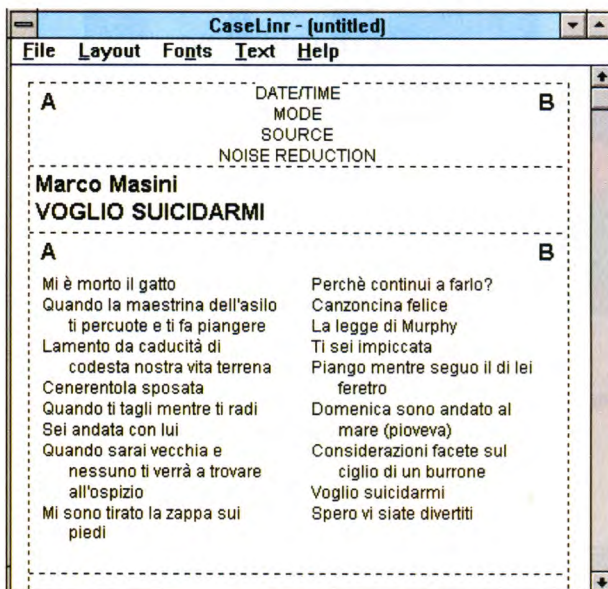 CaseLinr - (untitled)
File Layout Fonts Text Help
A
DATE/TIME
B
MODE
SOURCE
NOISE REDUCTION
Marco Masini
VOGLIO SUICIDARMI
A
B
Mi è morto il gatto
Quando la maestrina dell'asilo
ti percuote e ti fa piangere
Lamento da caducità di
codesta nostra vita terrena
Cenerentola sposata
Quando ti tagli mentre ti radi
Sei andata con lui
Quando sarai vecchia e
nessuno ti verrà a trovare
all'ospizio
Mi sono tirato la zappa sui
piedi
Perchè continui a farlo?
Canzoncina felice
La legge di Murphy
Ti sei impiccata
Piango mentre seguo il di lei
feretro
Domenica sono andato al
mare (pioveva)
Considerazioni facete sul
ciglio di un burrone
Voglio suicidarmi
Spero vi siate divertiti